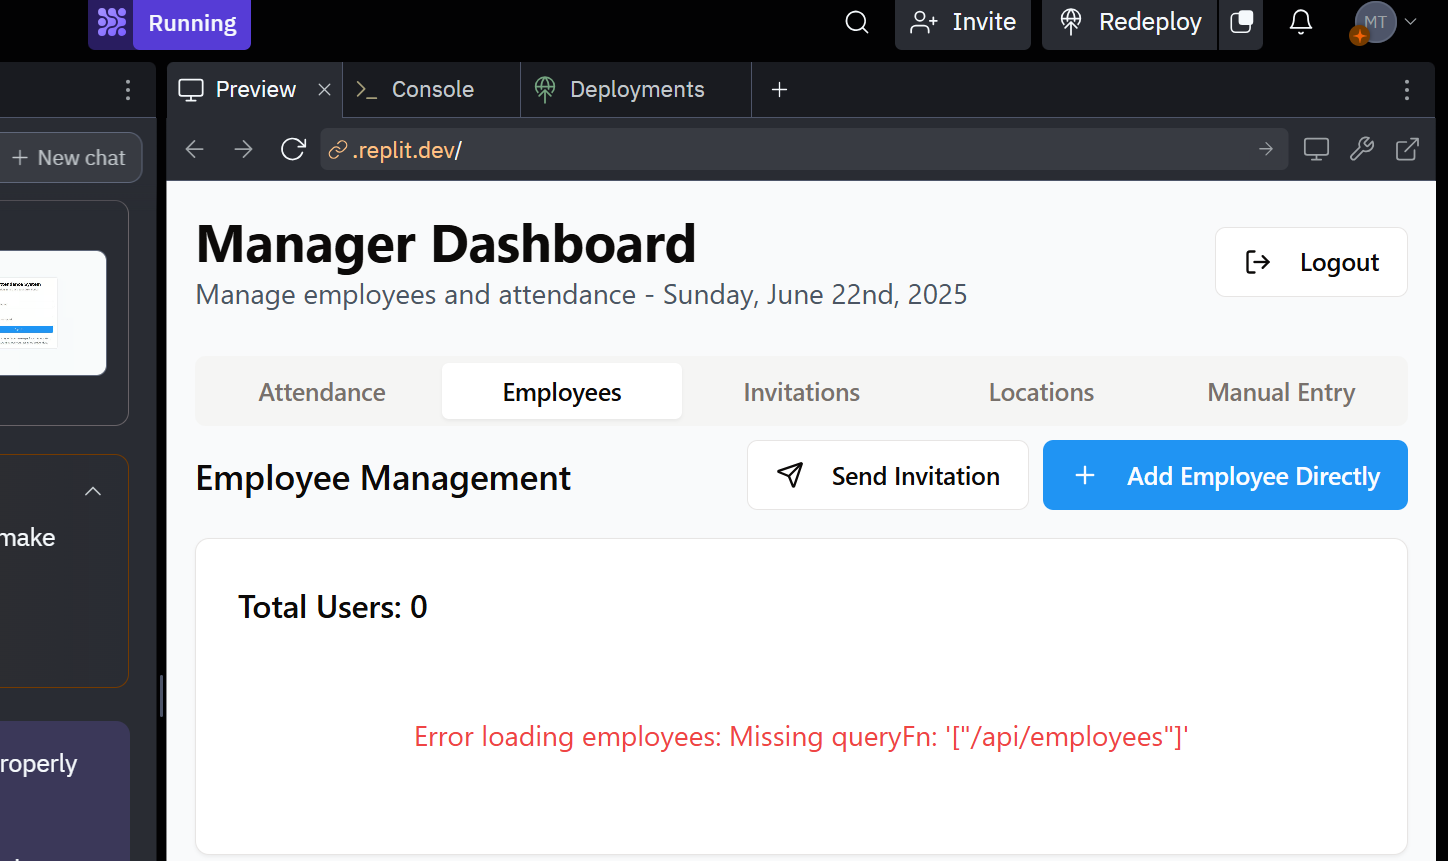 Running
Invite
Redeploy
MT
Preview
Console
Deployments
New chat
.replit.dev/
Manager Dashboard
Manage employees and attendance - Sunday, June 22nd, 2025
Logout
Attendance
Employees
Invitations
Locations
Manual Entry
Employee Management
Send Invitation
Add Employee Directly
Total Users: 0
Error loading employees: Missing queryFn: '["/api/employees"]'
make
roperly